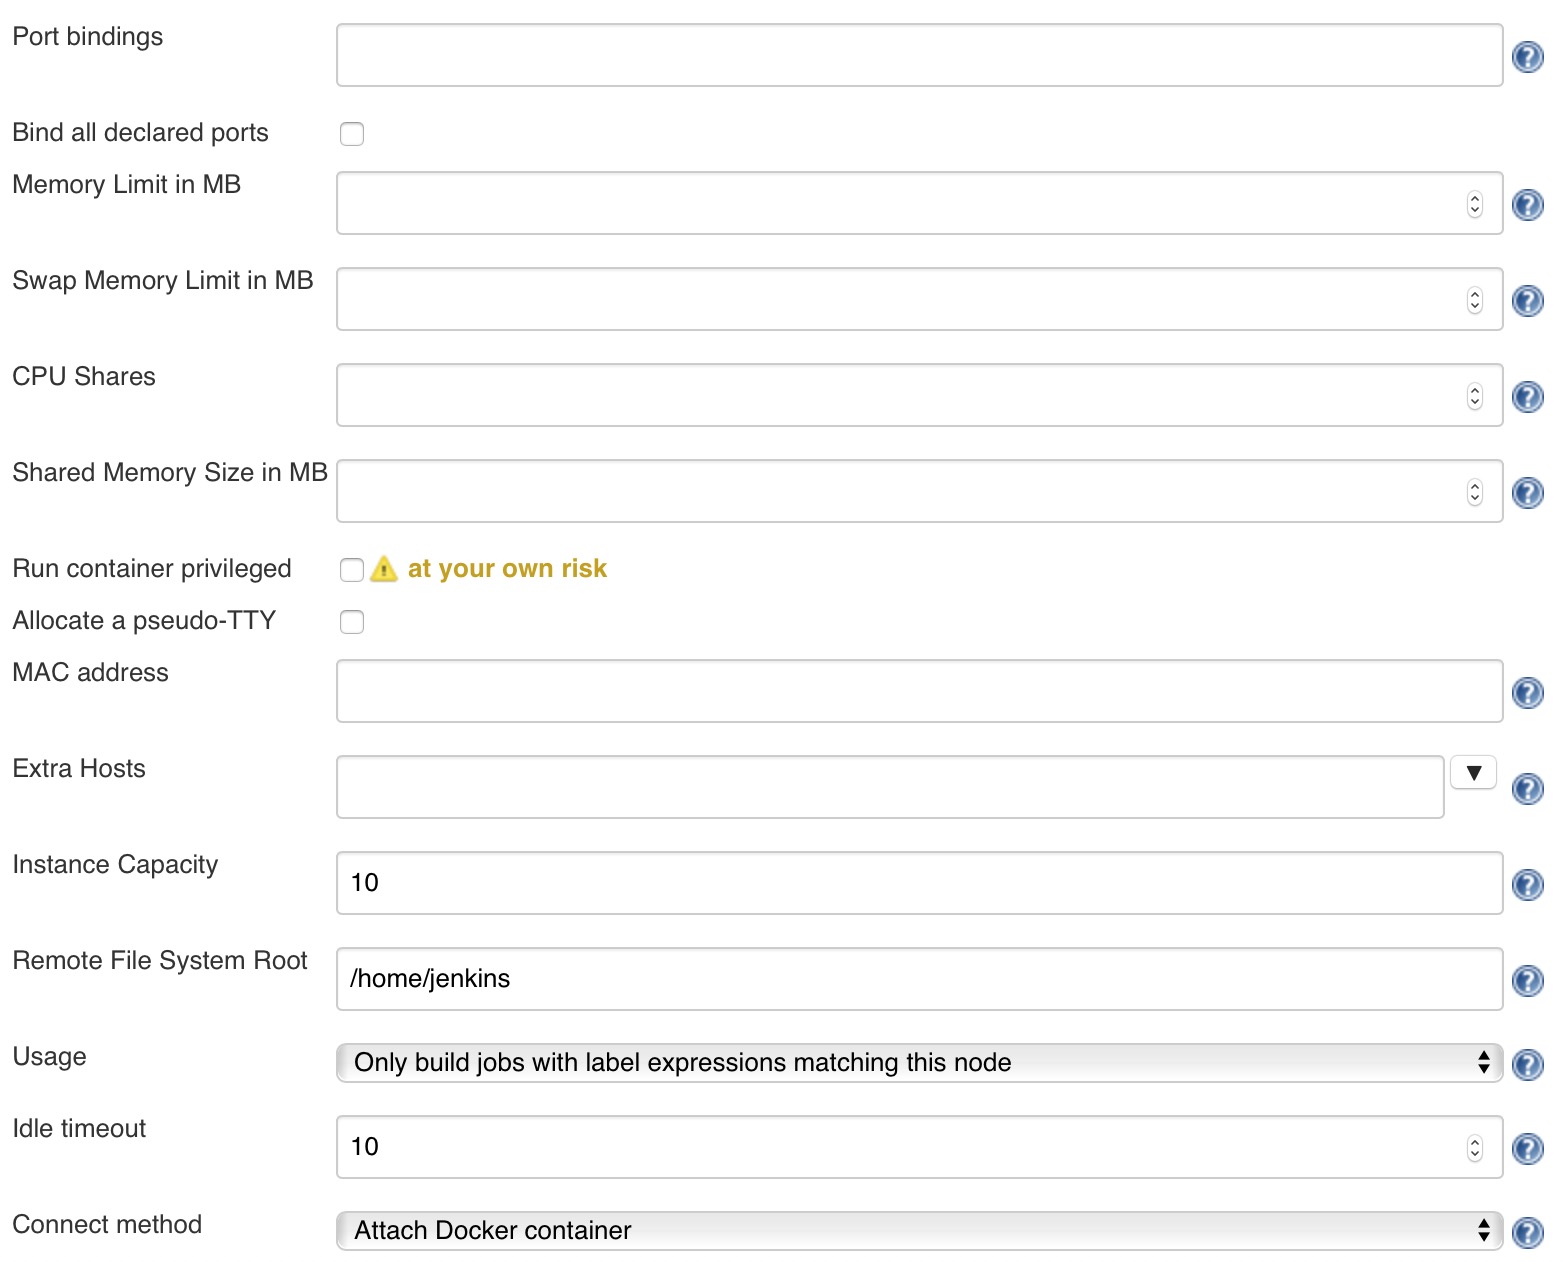 Port bindings
Bind all declared ports
Memory Limit in MB
Swap Memory Limit in MB
CPU Shares
Shared Memory Size in MB
Run container privileged at your own risk
Allocate a pseudo-TTY
MAC address
Extra Hosts
Instance Capacity 10
Remote File System Root /home/jenkins
Usage Only build jobs with label expressions matching this node
Idle timeout 10
Connect method Attach Docker container